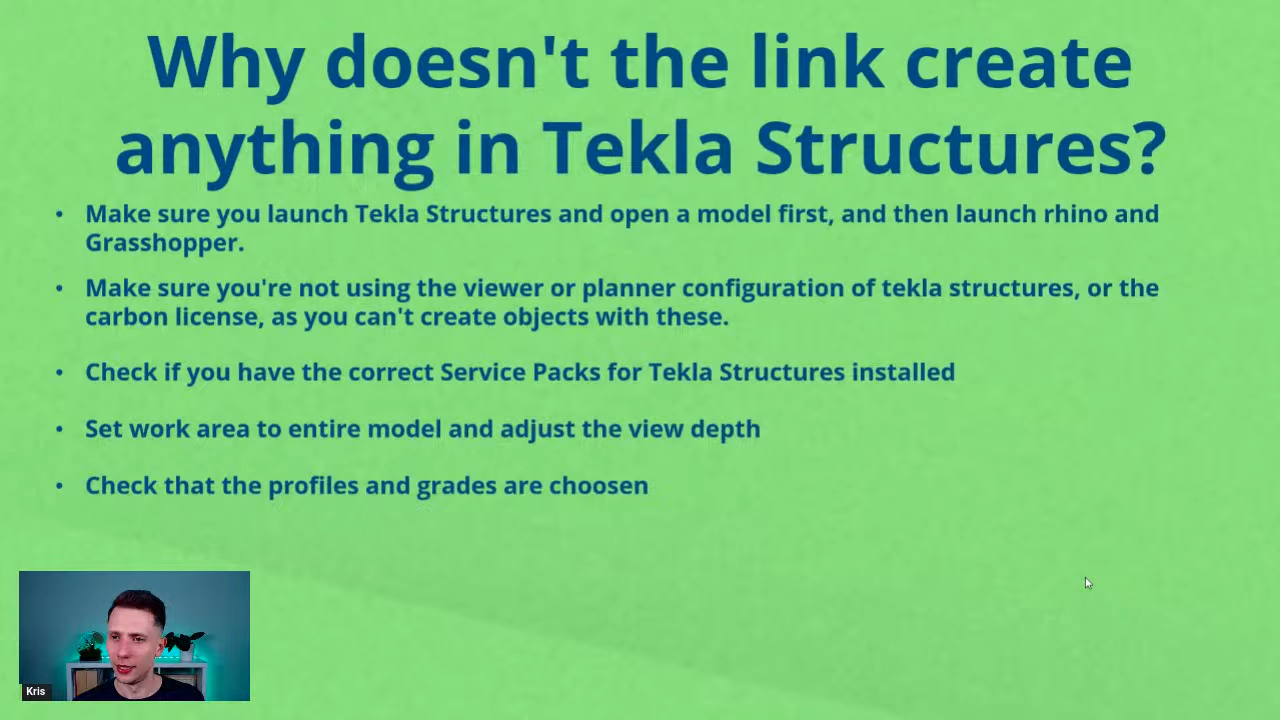 Why doesn't the link create
anything in Tekla Structures?
• Make sure you launch Tekla Structures and open a model first, and then launch rhino and
Grasshopper.
• Make sure you're not using the viewer or planner configuration of tekla structures, or the
carbon license, as you can't create objects with these.
• Check if you have the correct Service Packs for Tekla Structures installed
• Set work area to entire model and adjust the view depth
• Check that the profiles and grades are choosen
Kris